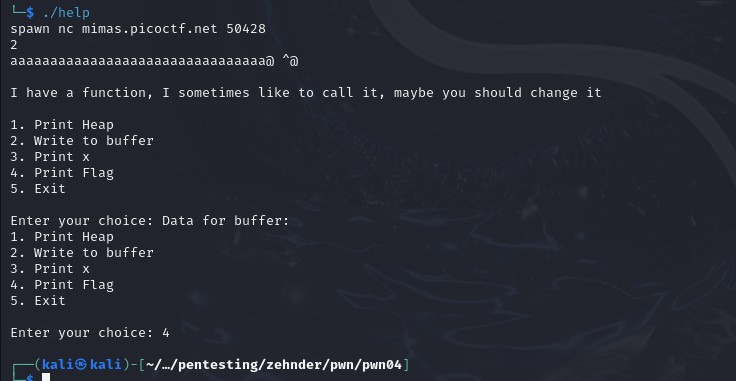 └─$ ./help
spawn nc mimas.picoctf.net 50428
2
aaaaaaaaaaaaaaaaaaaaaaaaaaaaaaaa@ ^@
I have a function, I sometimes like to call it, maybe you should change it
1. Print Heap
2. Write to buffer
3. Print x
4. Print Flag
5. Exit
Enter your choice: Data for buffer:
1. Print Heap
2. Write to buffer
3. Print x
4. Print Flag
5. Exit
Enter your choice: 4
┌──(kali㉿kali)-[~/…/pentesting/zehnder/pwn/pwn04]
└─$